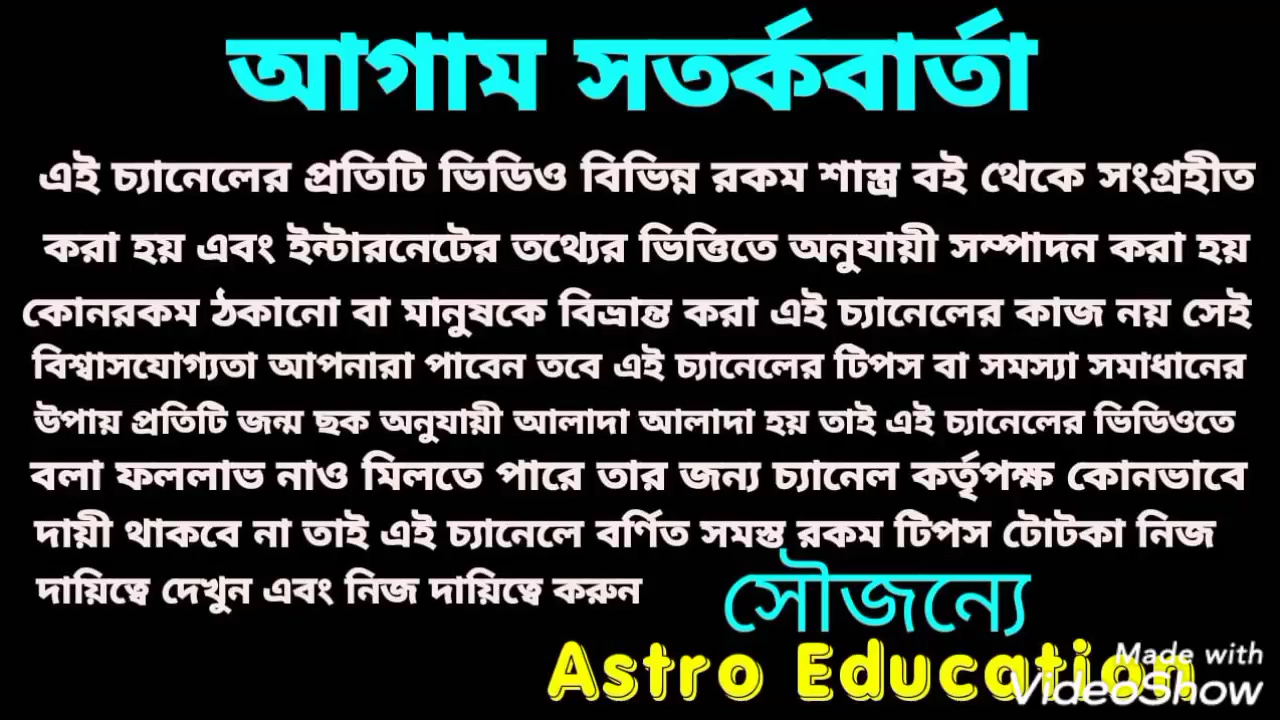 আগাম সতর্কবার্তা
এই চ্যানেলের প্রতিটি ভিডিও বিভিন্ন রকম শাস্ত্র বই থেকে সংগ্রহীত
করা হয় এবং ইন্টারনেটের তথ্যের ভিত্তিতে অনুযায়ী সম্পাদন করা হয়
কোনরকম ঠকানো বা মানুষকে বিভ্রান্ত করা এই চ্যানেলের কাজ নয় সেই
বিশ্বাসযোগ্যতা আপনারা পাবেন তবে এই চ্যানেলের টিপস বা সমস্যা সমাধানের
উপায় প্রতিটি জন্ম ছক অনুযায়ী আলাদা আলাদা হয় তাই এই চ্যানেলের ভিডিওতে
বলা ফললাভ নাও মিলতে পারে তার জন্য চ্যানেল কর্তৃপক্ষ কোনভাবে
দায়ী থাকবে না তাই এই চ্যানেলে বর্ণিত সমস্ত রকম টিপস টোটকা নিজ
দায়িত্বে দেখুন এবং নিজ দায়িত্বে করুন
সৌজন্যে
Astro Education
Made with
VideoShow